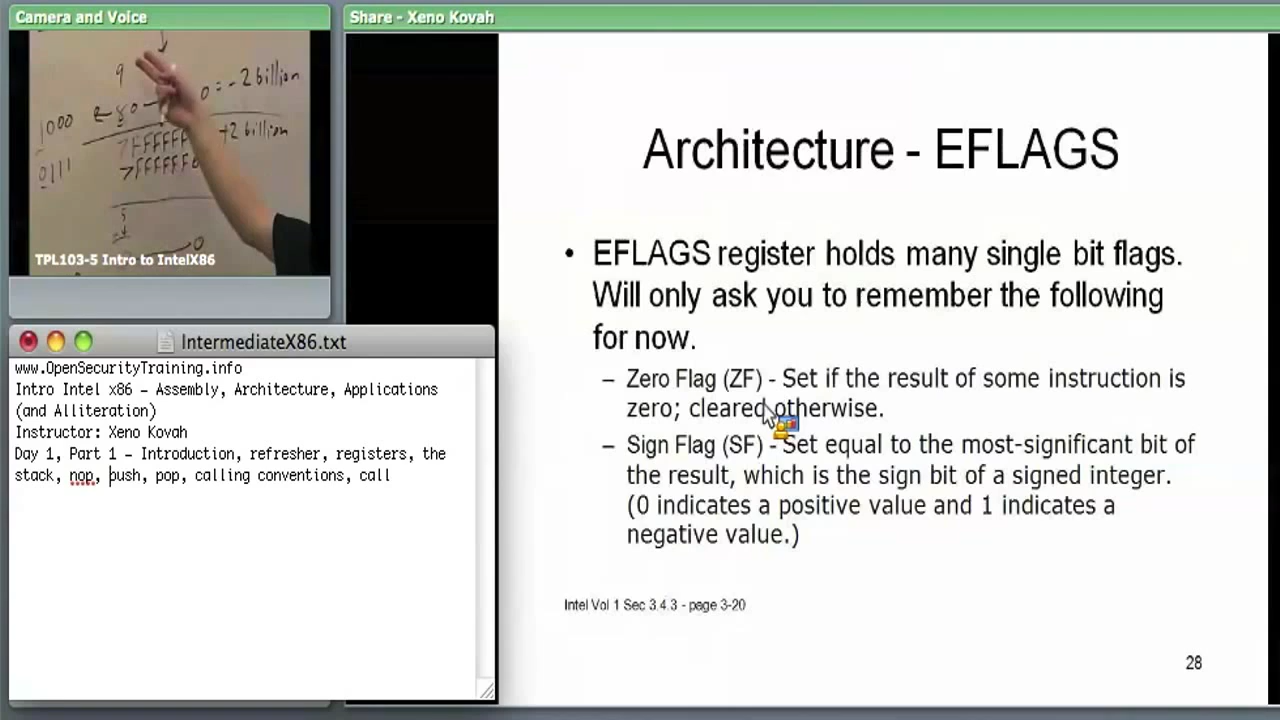 Camera and Voice
9
0 = -2 billion
1000
+2 billion
0111
TPL103-5 Intro to IntelX86
Share - Xeno Kovah
IntermediateX86.txt
www.OpenSecurityTraining.info
Intro Intel x86 – Assembly, Architecture, Applications
(and Alliteration)
Instructor: Xeno Kovah
Day 1, Part 1 – Introduction, refresher, registers, the
stack, nop, push, pop, calling conventions, call
Architecture - EFLAGS
• EFLAGS register holds many single bit flags.
Will only ask you to remember the following
for now.
– Zero Flag (ZF) - Set if the result of some instruction is
zero; cleared otherwise.
– Sign Flag (SF) - Set equal to the most-significant bit of
the result, which is the sign bit of a signed integer.
(0 indicates a positive value and 1 indicates a
negative value.)
Intel Vol 1 Sec 3.4.3 - page 3-20
28